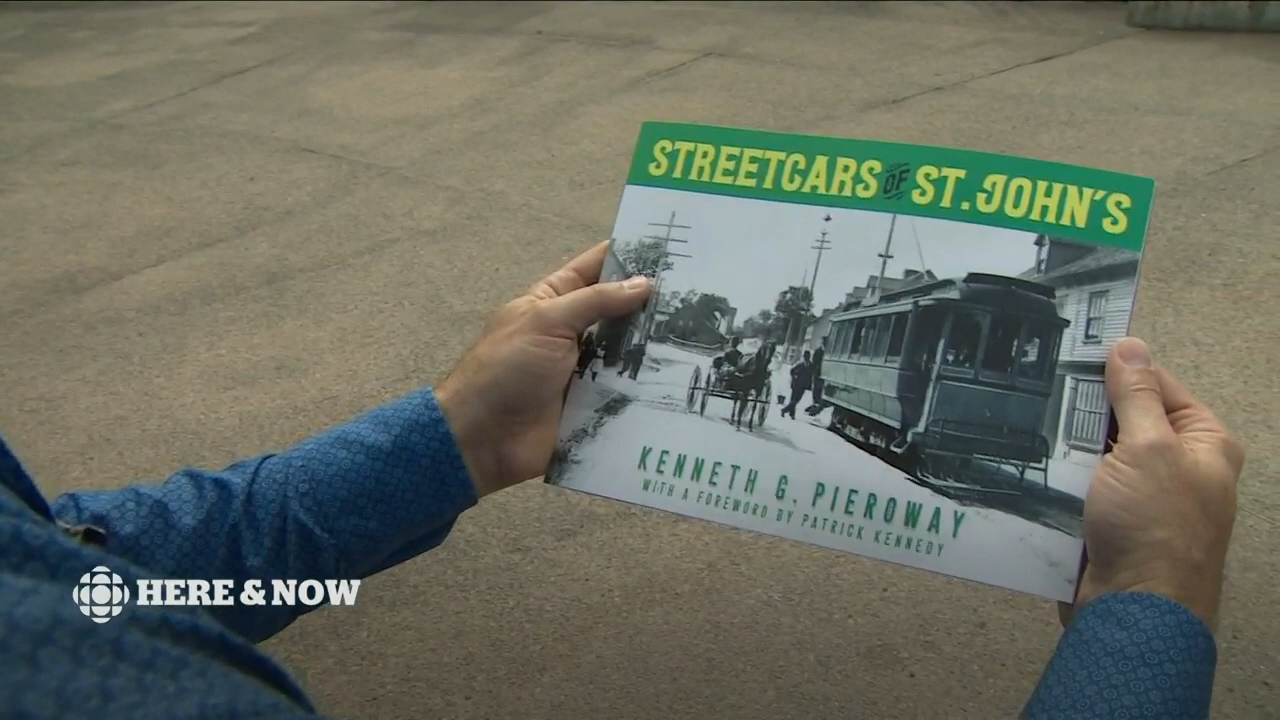 STREETCARS OF ST. JOHN'S
KENNETH G. PIEROWAY
WITH A FOREWORD BY PATRICK KENNEDY
HERE & NOW